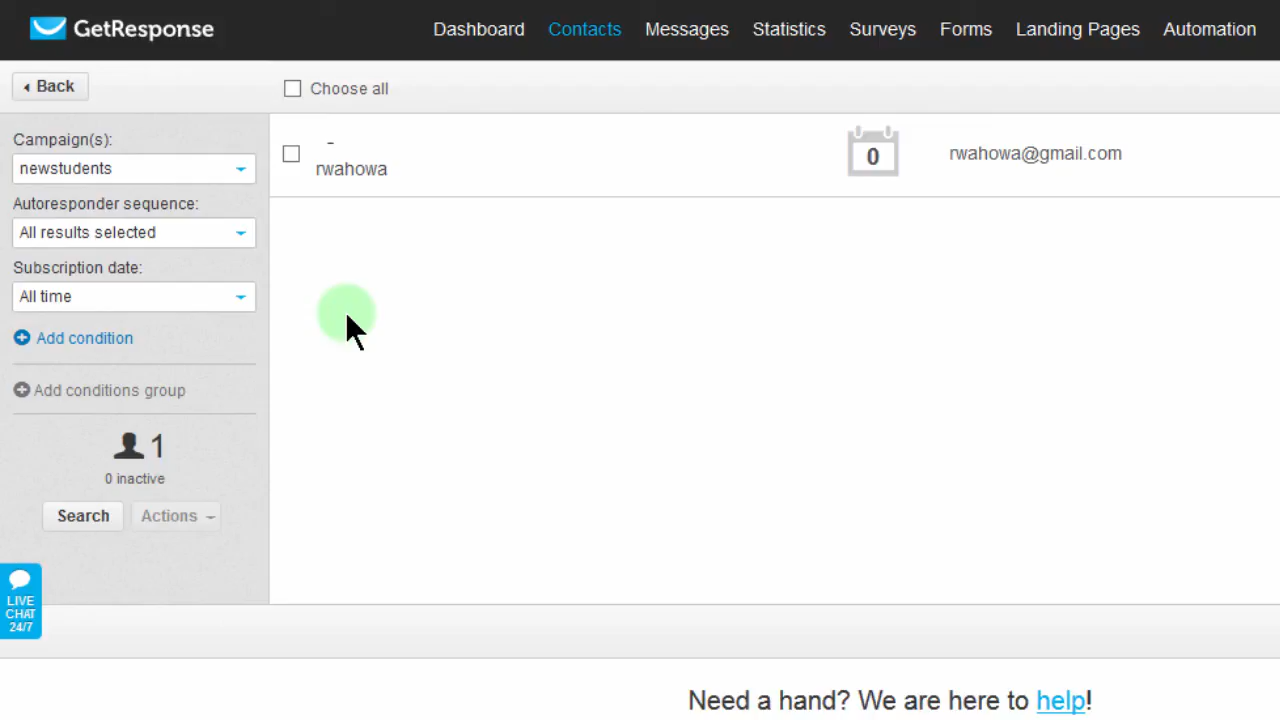 GetResponse
Dashboard Contacts Messages Statistics Surveys Forms Landing Pages Automation
Back
Choose all
Campaign(s):
newstudents
Autoresponder sequence:
All results selected
Subscription date:
All time
Add condition
Add conditions group
1
0 inactive
Search Actions
-
rwahowa
0
rwahowa@gmail.com
LIVE
CHAT
24/7
Need a hand? We are here to help!